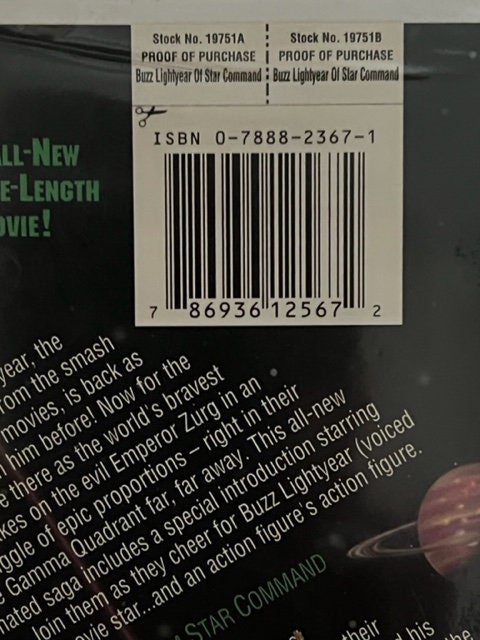 Stock No. 19751A
PROOF OF PURCHASE
Buzz Lightyear Of Star Command
Stock No. 19751B
PROOF OF PURCHASE
Buzz Lightyear Of Star Command
ISBN 0-7888-2367-1
7 86936 12567 2
ALL-NEW
E-LENGTH
OVIE!
year, the
rom the smash
movies, is back as
him before! Now for the
e there as the world's bravest
akes on the evil Emperor Zurg in an
ggle of epic proportions – right in their
e Gamma Quadrant far, far away. This all-new
nated saga includes a special introduction starring
Join them as they cheer for Buzz Lightyear (voiced
ovie star...and an action figure's action figure.
STAR COMMAND
their
his